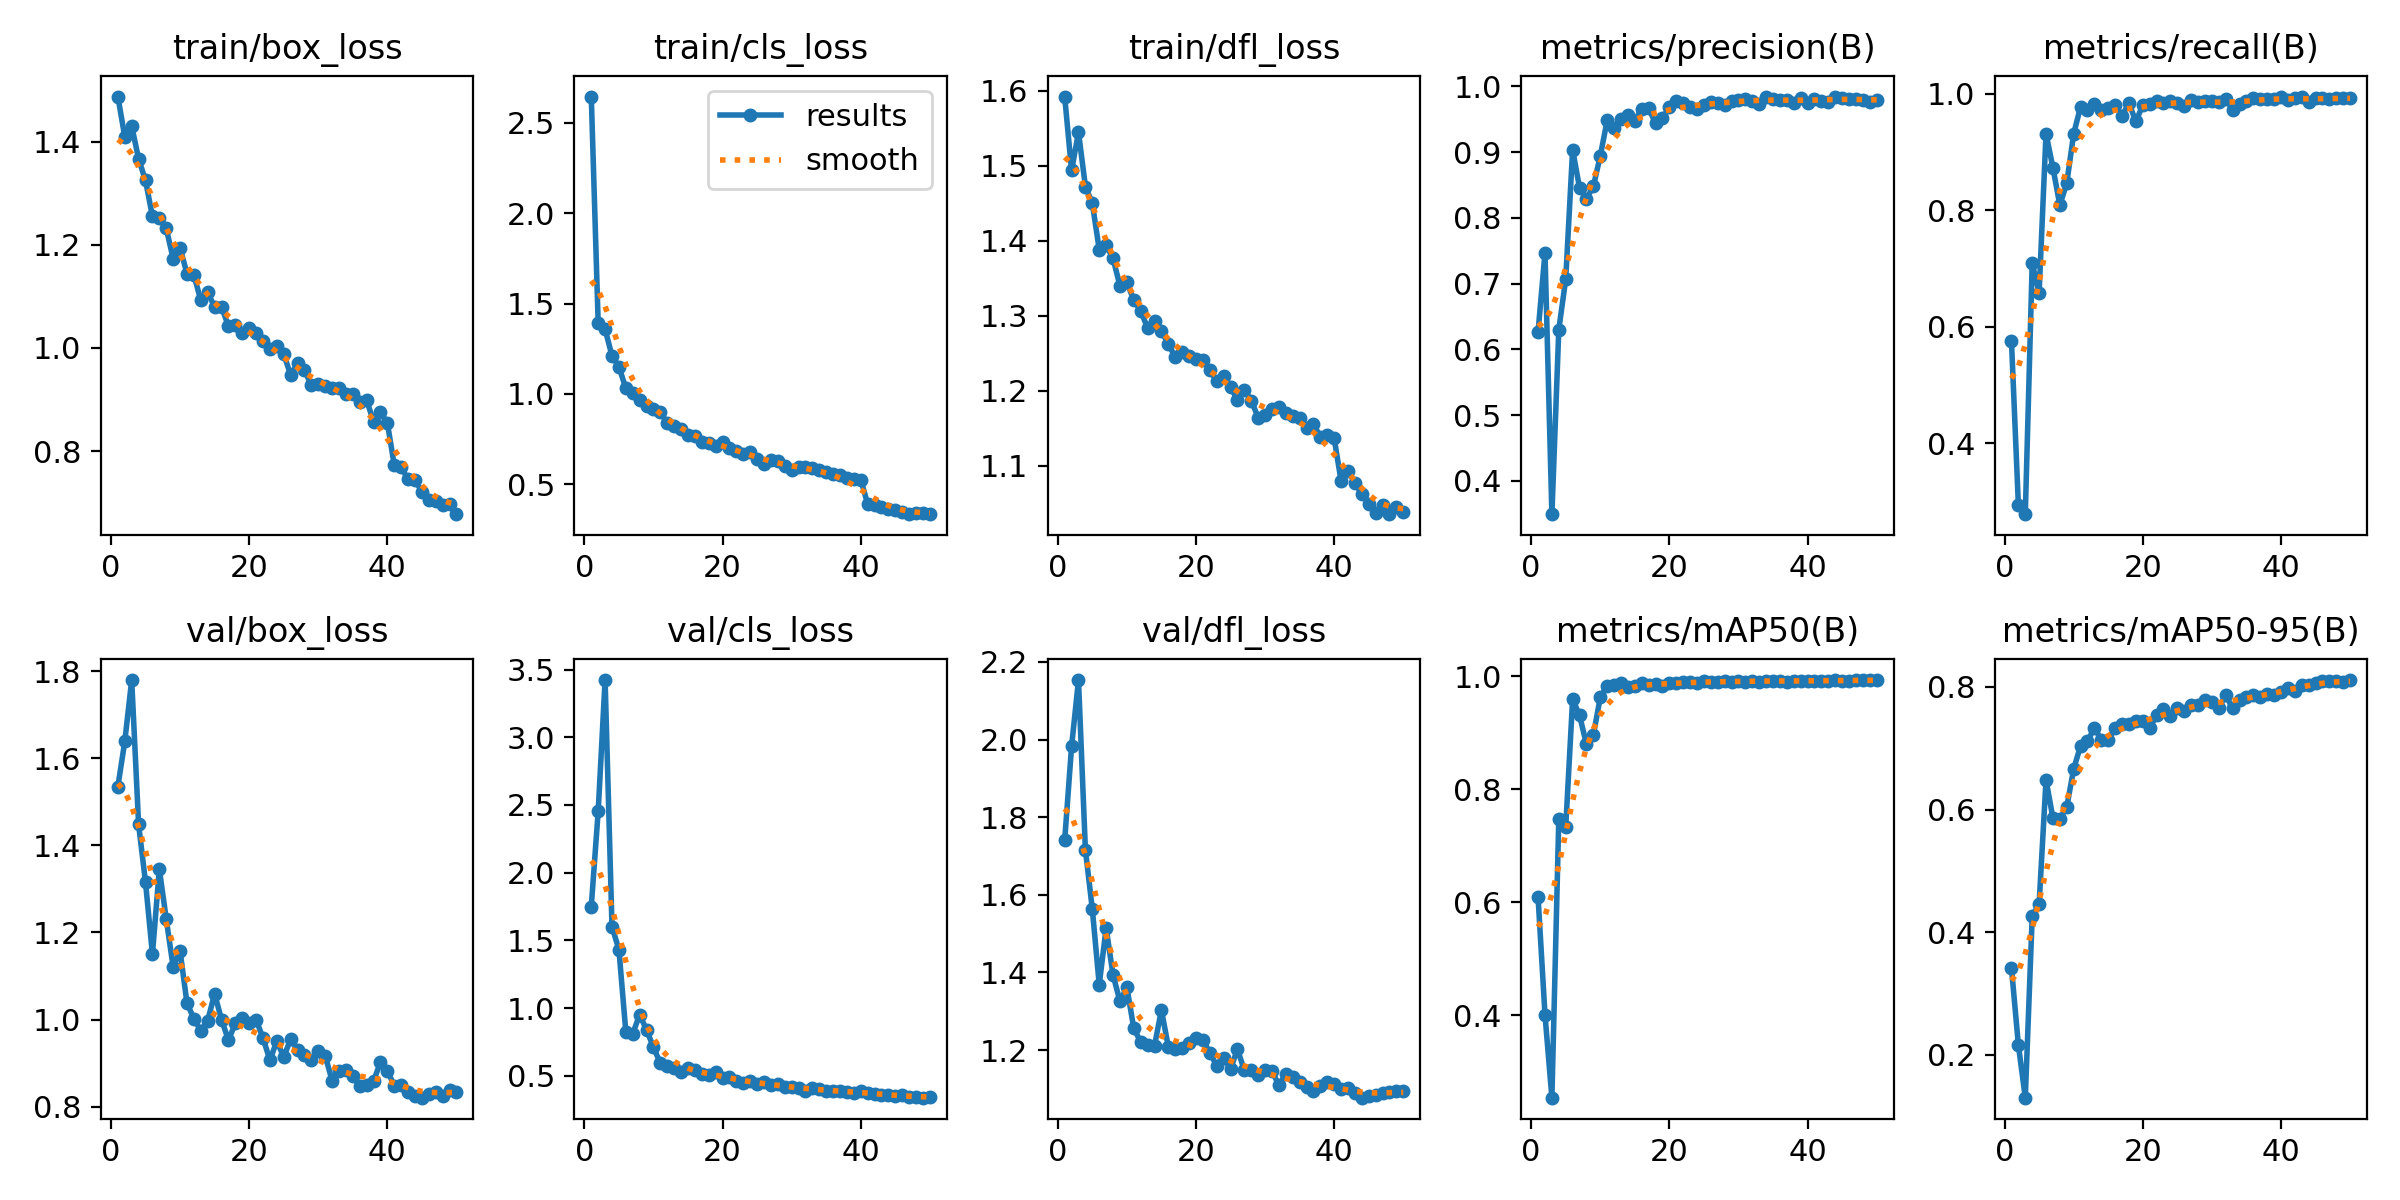 train/box_loss
1.4
1.2
1.0
0.8
0 20 40
train/cls_loss
results
smooth
2.5
2.0
1.5
1.0
0.5
0 20 40
train/dfl_loss
1.6
1.5
1.4
1.3
1.2
1.1
0 20 40
metrics/precision(B)
1.0
0.9
0.8
0.7
0.6
0.5
0.4
0 20 40
metrics/recall(B)
1.0
0.8
0.6
0.4
0 20 40
val/box_loss
1.8
1.6
1.4
1.2
1.0
0.8
0 20 40
val/cls_loss
3.5
3.0
2.5
2.0
1.5
1.0
0.5
0 20 40
val/dfl_loss
2.2
2.0
1.8
1.6
1.4
1.2
0 20 40
metrics/mAP50(B)
1.0
0.8
0.6
0.4
0 20 40
metrics/mAP50-95(B)
0.8
0.6
0.4
0.2
0 20 40